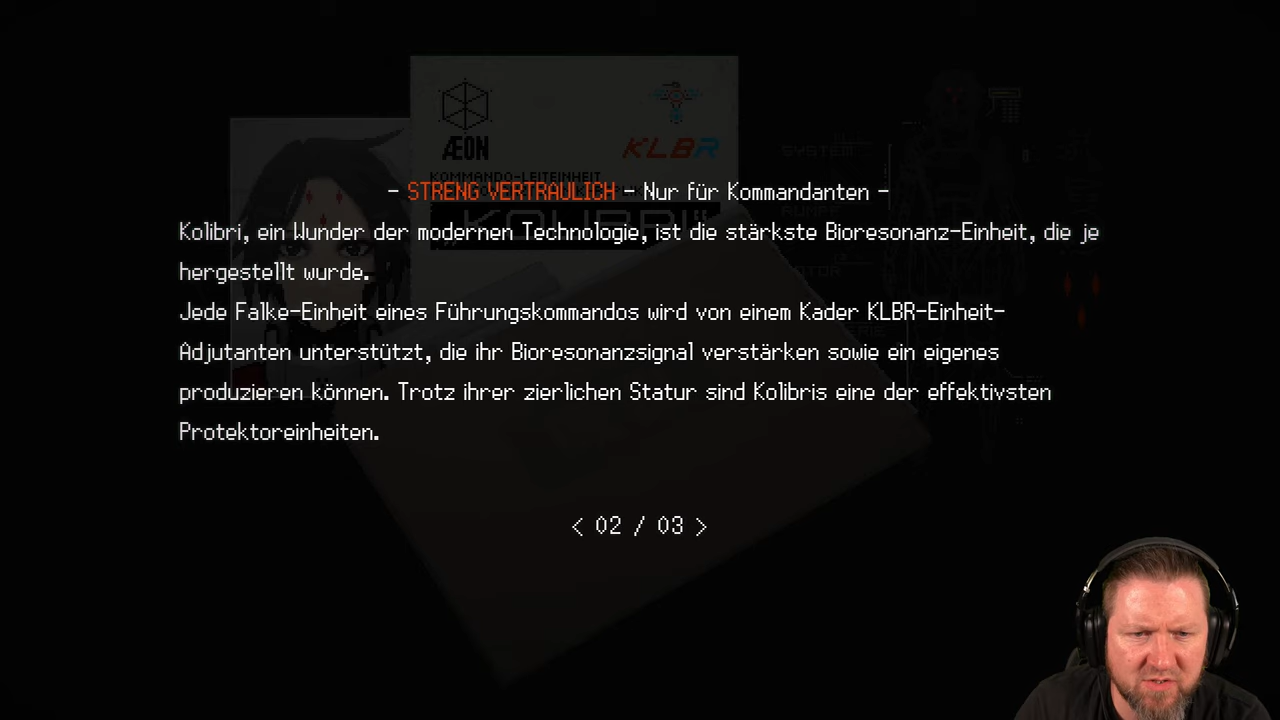 ÆON
KLBR
KOMMANDO-LEITEINHEIT
- STRENG VERTRAULICH - Nur für Kommandanten -
KOLIBRI
Kolibri, ein Wunder der modernen Technologie, ist die stärkste Bioresonanz-Einheit, die je
hergestellt wurde.
Jede Falke-Einheit eines Führungskommandos wird von einem Kader KLBR-Einheit-
Adjutanten unterstützt, die ihr Bioresonanzsignal verstärken sowie ein eigenes
produzieren können. Trotz ihrer zierlichen Statur sind Kolibris eine der effektivsten
Protektoreinheiten.
< 02 / 03 >